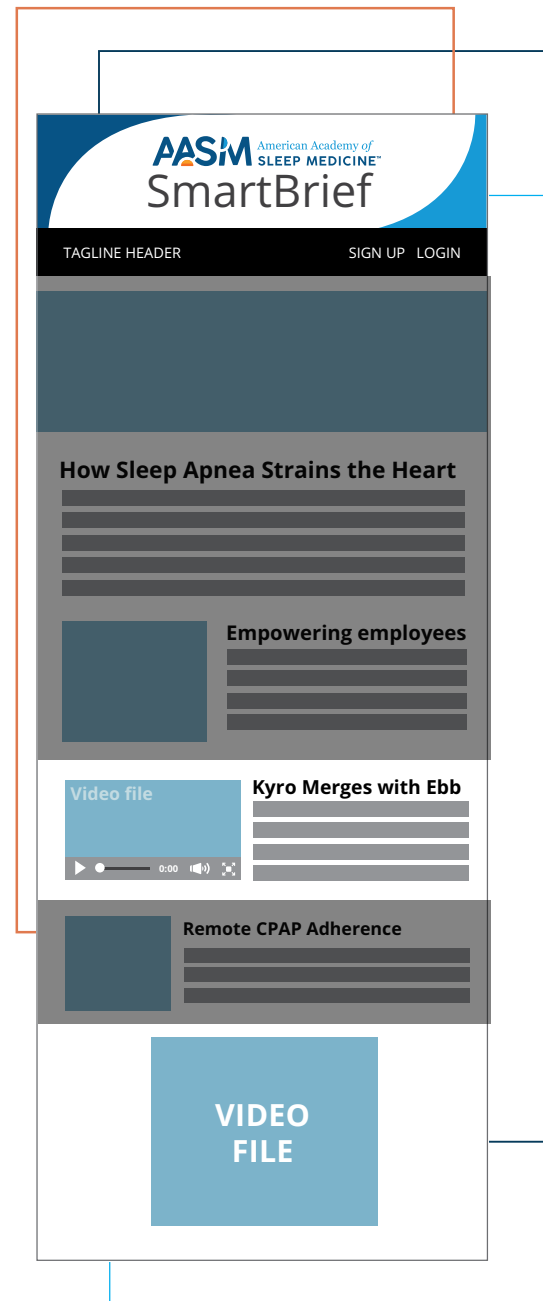 AASM American Academy of
SLEEP MEDICINE™
SmartBrief
TAGLINE HEADER SIGN UP LOGIN
How Sleep Apnea Strains the Heart
Empowering employees
Video file
Kyro Merges with Ebb
0:00
Remote CPAP Adherence
VIDEO
FILE